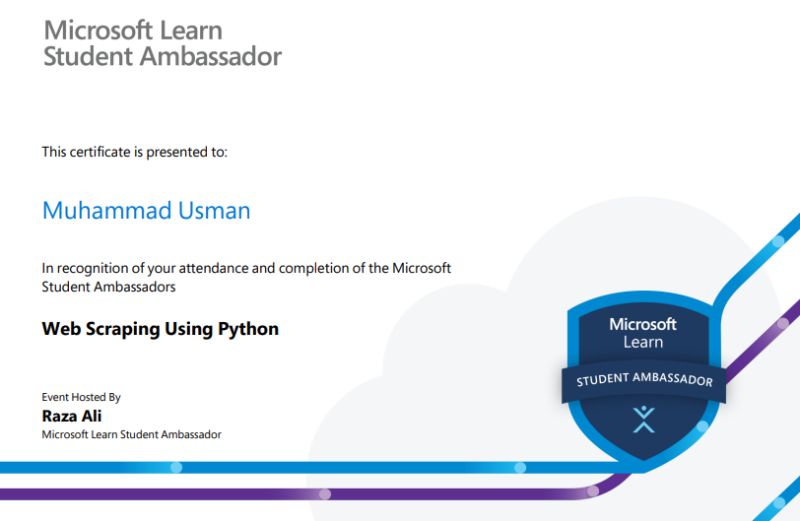 Microsoft Learn
Student Ambassador
This certificate is presented to:
Muhammad Usman
In recognition of your attendance and completion of the Microsoft
Student Ambassadors
Web Scraping Using Python
Event Hosted By
Raza Ali
Microsoft Learn Student Ambassador
Microsoft
Learn
STUDENT AMBASSADOR